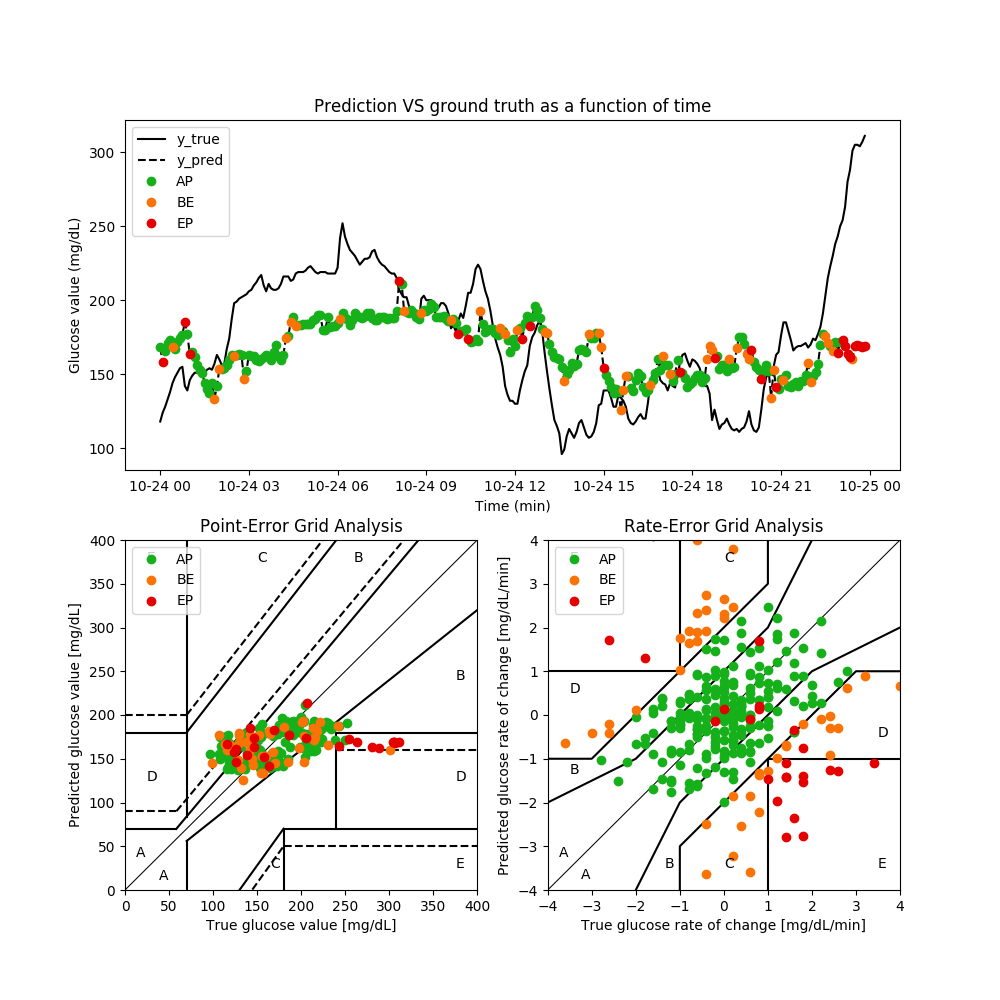 Prediction VS ground truth as a function of time
Glucose value (mg/dL)
300
250
200
150
100
y_true
y_pred
AP
BE
EP
10-24 00 10-24 03 10-24 06 10-24 09 10-24 12 10-24 15 10-24 18 10-24 21 10-25 00
Time (min)
Point-Error Grid Analysis
Predicted glucose value [mg/dL]
400
350
300
250
200
150
100
50
0
AP
BE
EP
C
B
B
D
D
A
A
C
E
0 50 100 150 200 250 300 350 400
True glucose value [mg/dL]
Rate-Error Grid Analysis
Predicted glucose rate of change [mg/dL/min]
4
3
2
1
0
−1
−2
−3
−4
AP
BE
EP
C
D
D
B
A
A
B
C
E
−4 −3 −2 −1 0 1 2 3 4
True glucose rate of change [mg/dL/min]